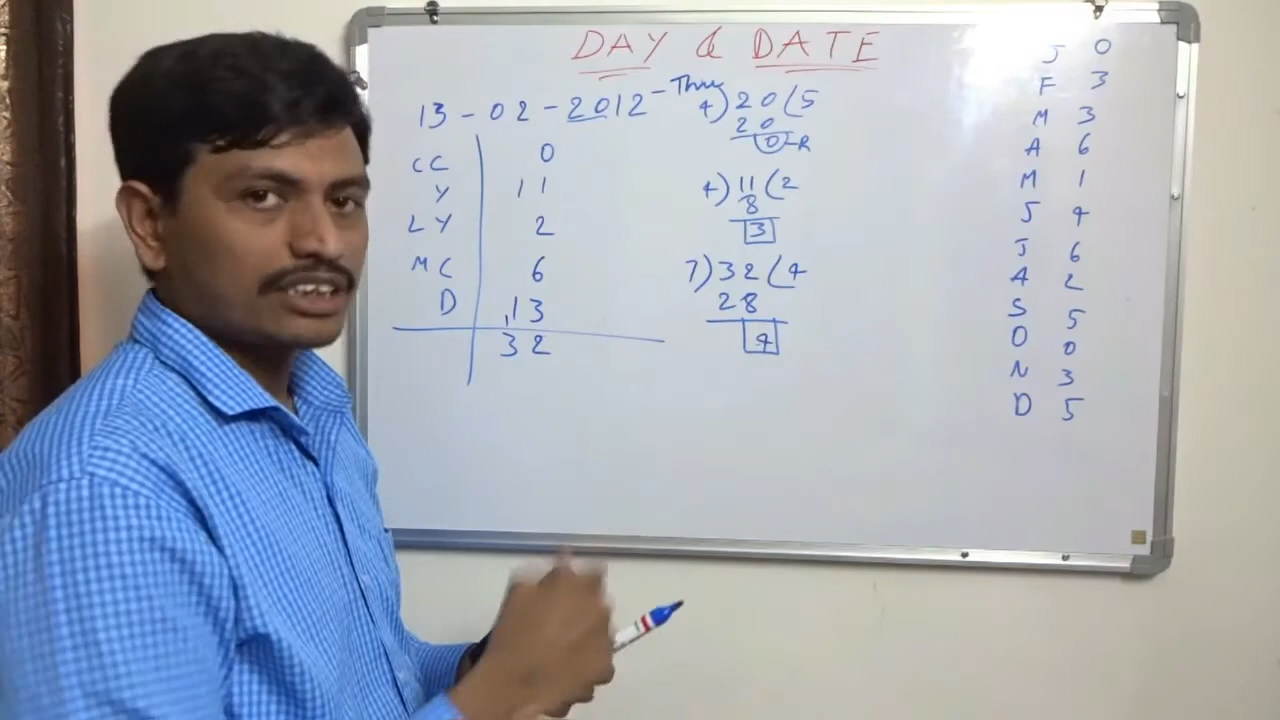 DAY & DATE
13 - 02 - 2012 - Thu
CC 0
Y 11
LY 2
MC 6
D 13
32
4) 20 (5
20
0 - R
4) 11 (2
8
3
7) 32 (4
28
4
J 0
F 3
M 3
A 6
M 1
J 4
J 6
A 2
S 5
O 0
N 3
D 5